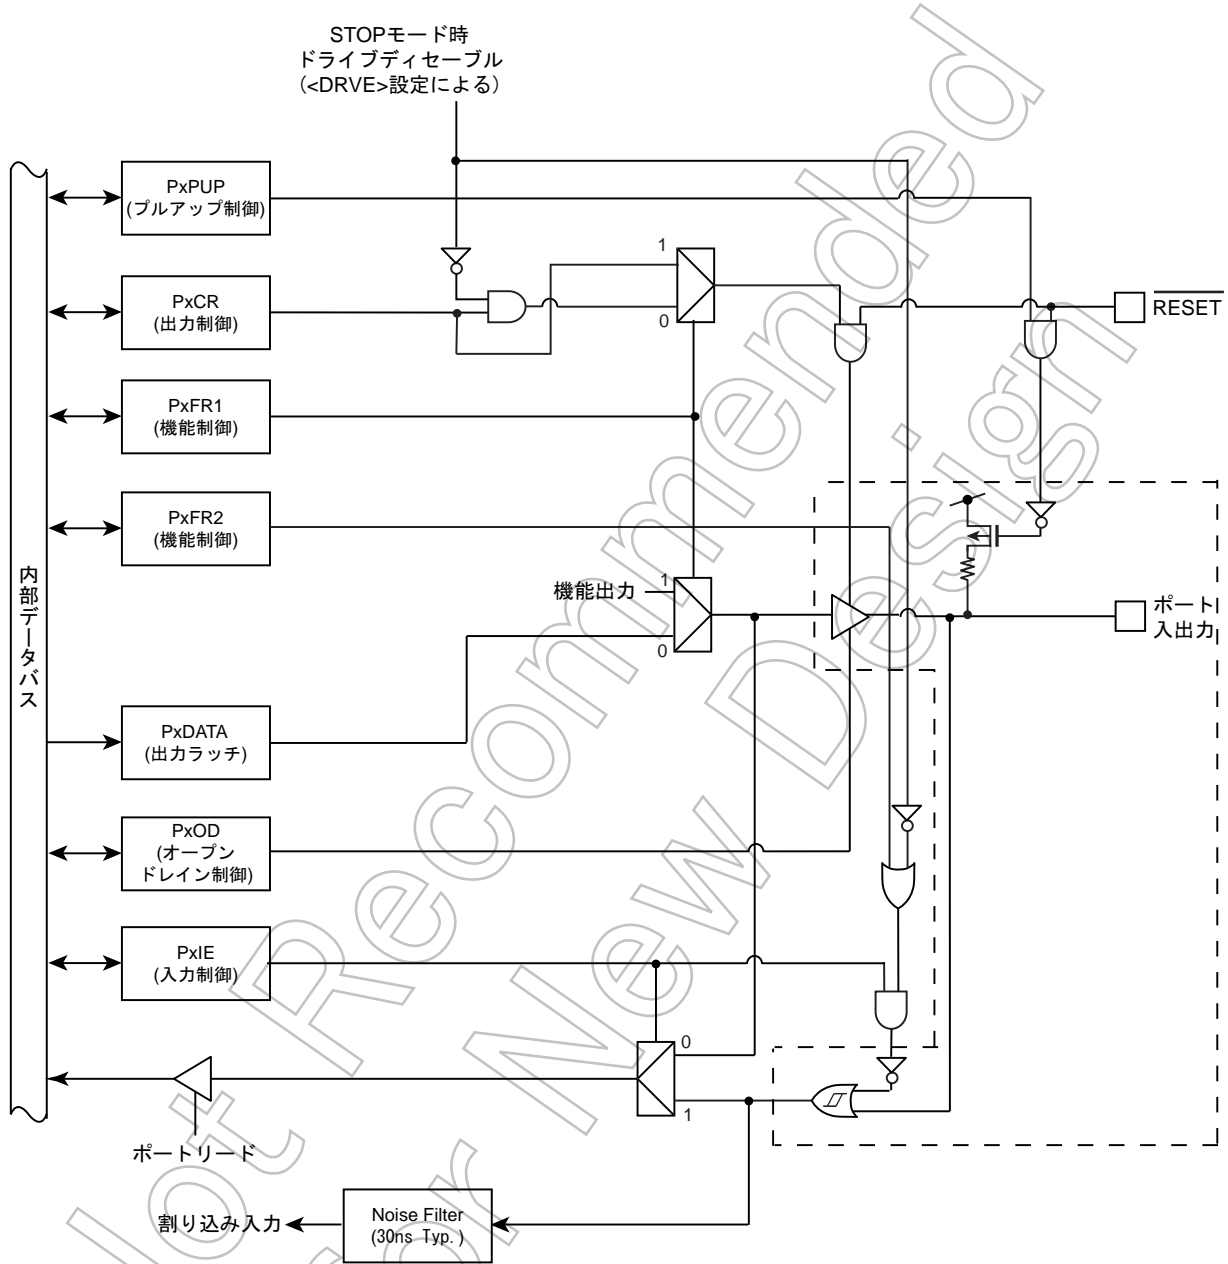 STOPモード時
ドライブディセーブル
(<DRVE>設定による)
PxPUP
(プルアップ制御)
1
PxCR
(出力制御)
0
RESET
PxFR1
(機能制御)
PxFR2
(機能制御)
内部データバス
機能出力
1
0
ポート
入出力
PxDATA
(出力ラッチ)
PxOD
(オープン
ドレイン制御)
PxIE
(入力制御)
0
1
ポートリード
割り込み入力
Noise Filter
(30ns Typ.)
Not Recommended
for New Design